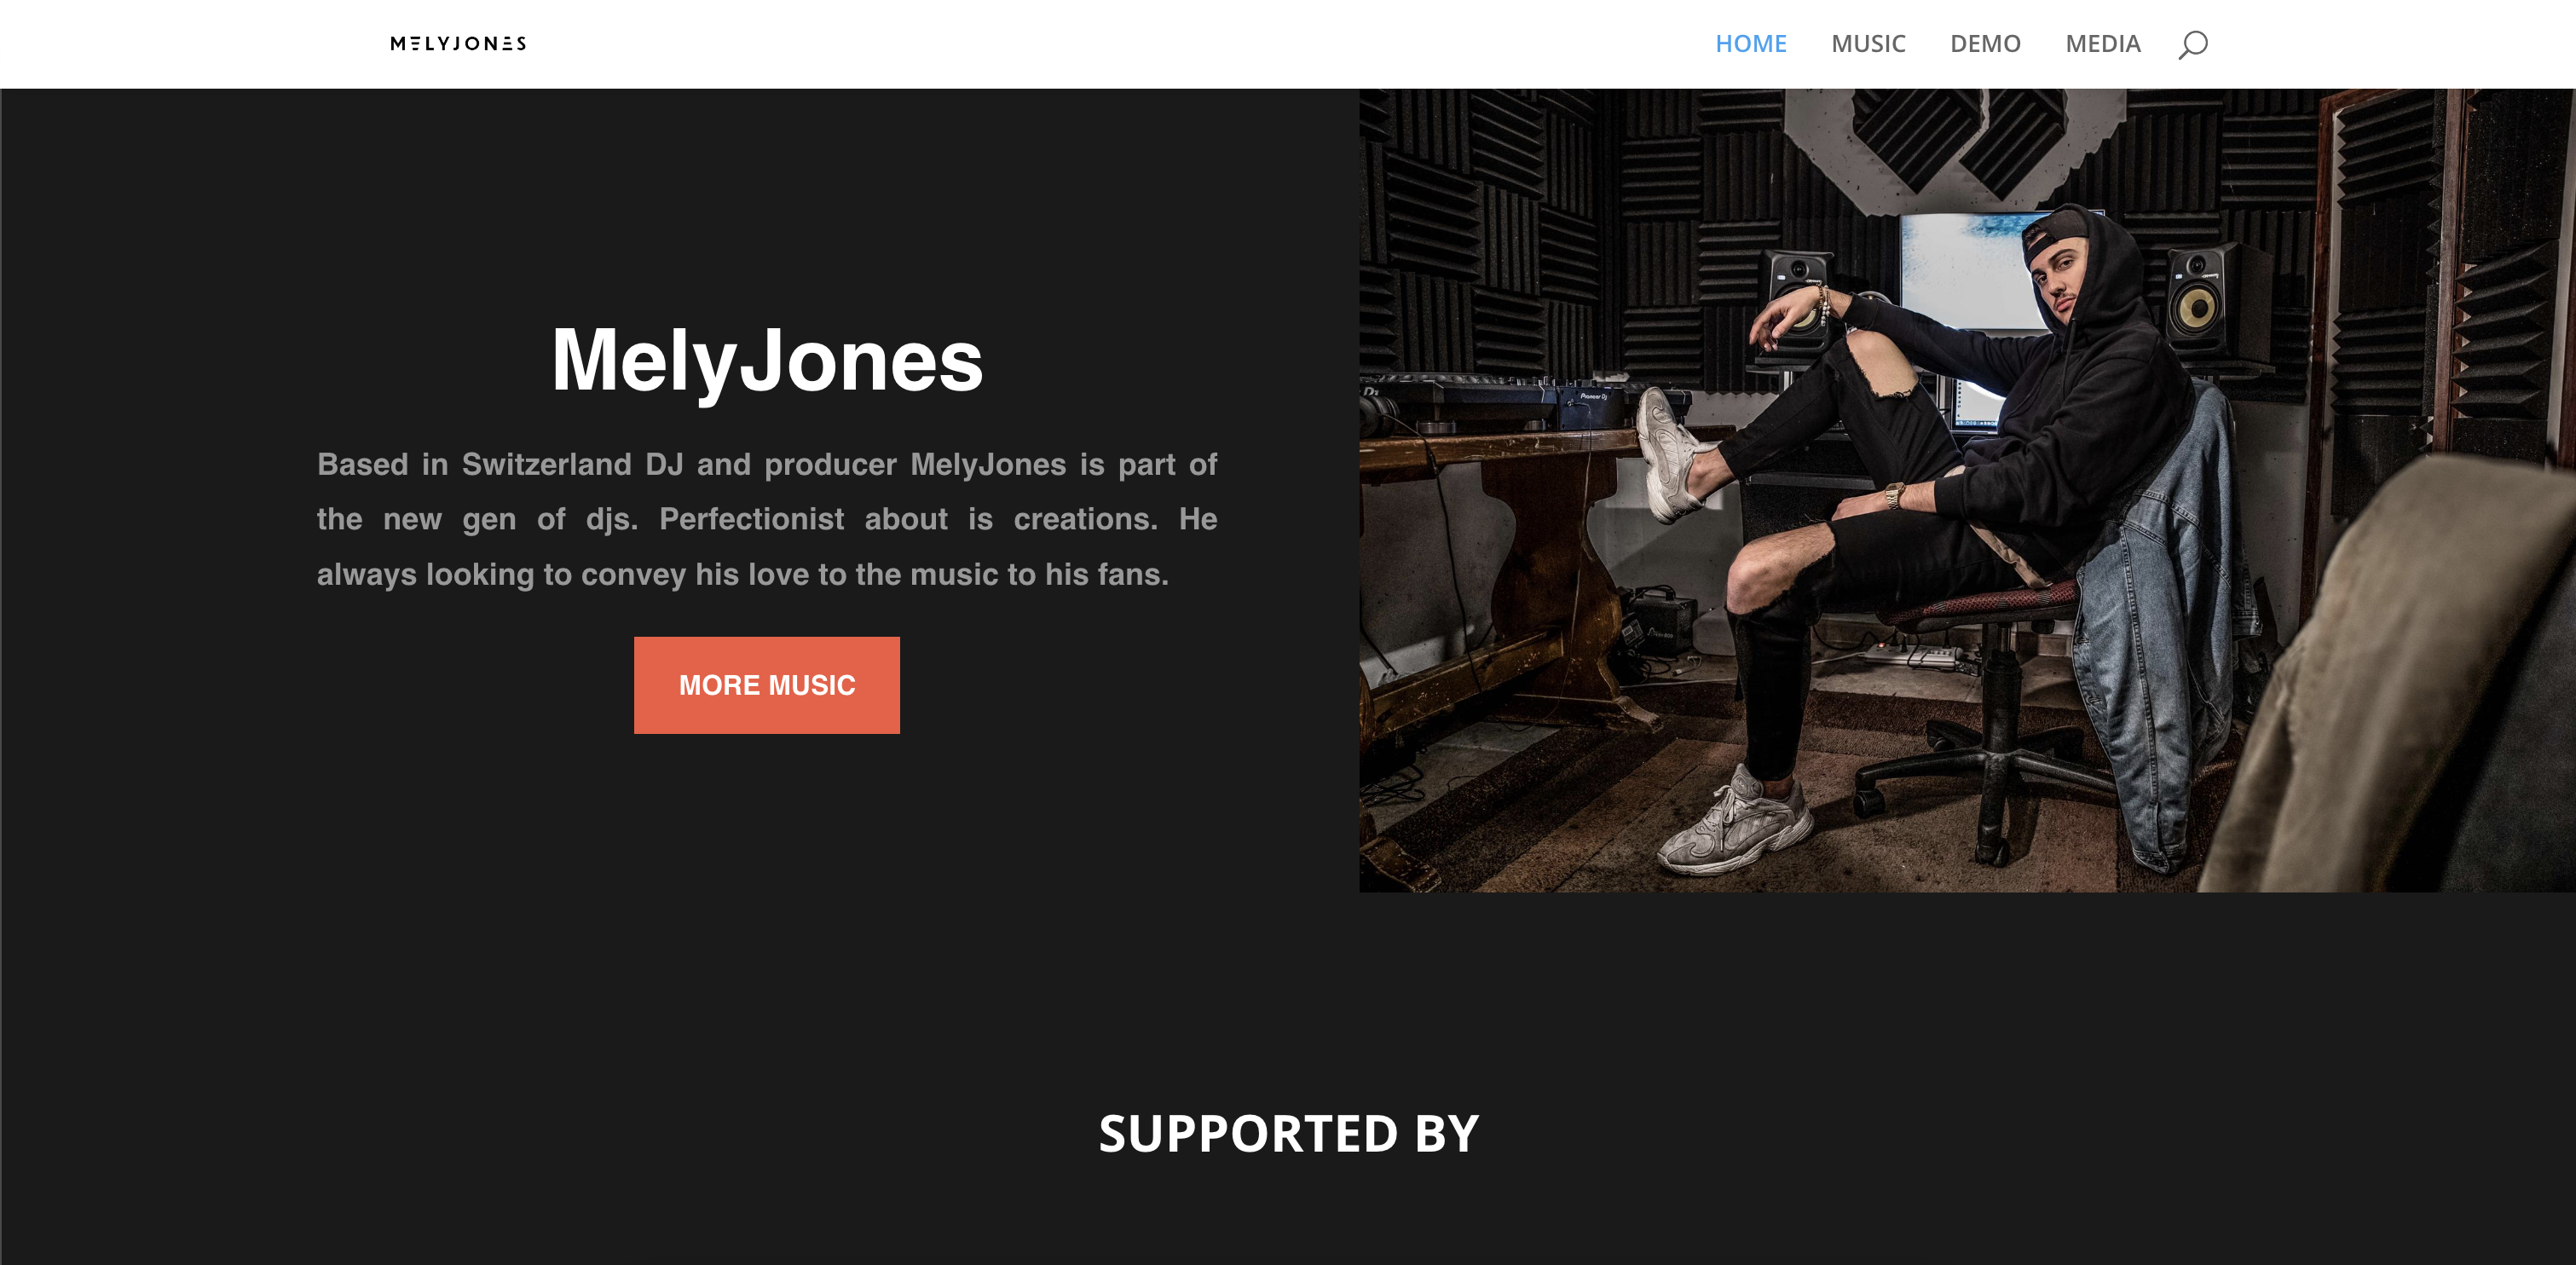 MELYJONES
HOME MUSIC DEMO MEDIA
MelyJones
Based in Switzerland DJ and producer MelyJones is part of
the new gen of djs. Perfectionist about is creations. He
always looking to convey his love to the music to his fans.
MORE MUSIC
Pioneer Dj
SUPPORTED BY